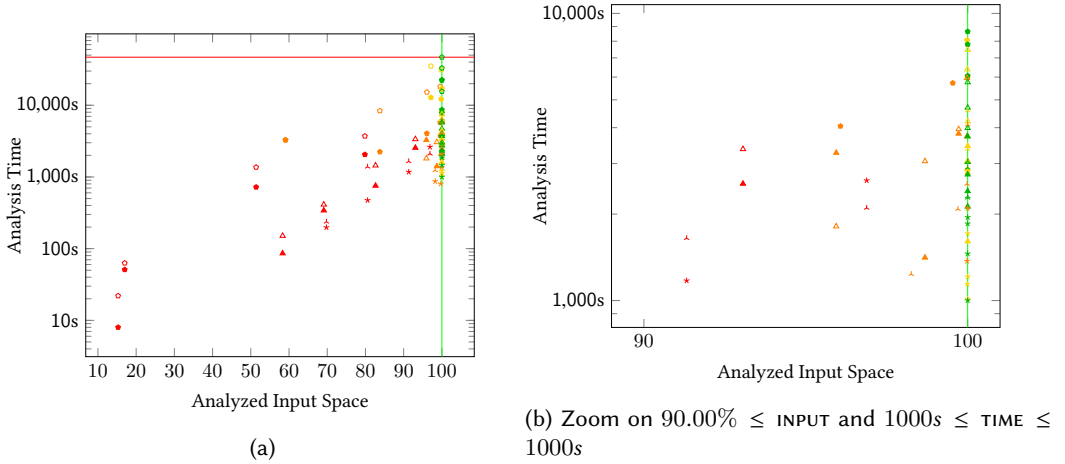 10,000s
1,000s
100s
10s
Analysis Time
10 20 30 40 50 60 70 80 90 100
Analyzed Input Space
(a)
10,000s
1,000s
Analysis Time
90 100
Analyzed Input Space
(b) Zoom on 90.00% ≤ INPUT and 1000s ≤ TIME ≤
1000s